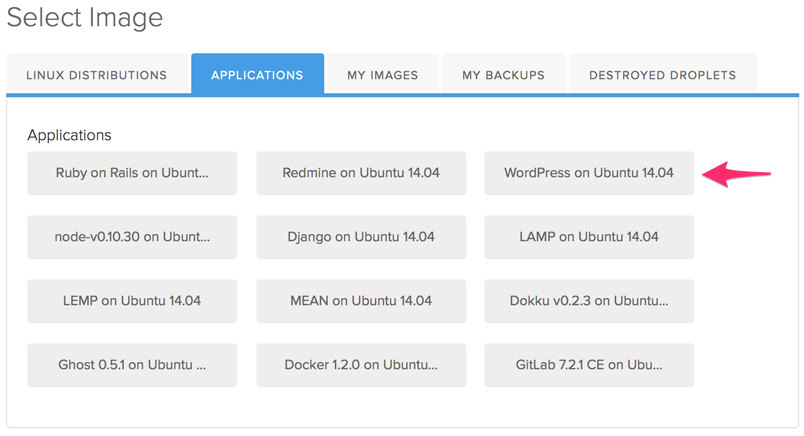 Select Image
LINUX DISTRIBUTIONS
APPLICATIONS
MY IMAGES
MY BACKUPS
DESTROYED DROPLETS
Applications
Ruby on Rails on Ubunt...
Redmine on Ubuntu 14.04
WordPress on Ubuntu 14.04
node-v0.10.30 on Ubunt...
Django on Ubuntu 14.04
LAMP on Ubuntu 14.04
LEMP on Ubuntu 14.04
MEAN on Ubuntu 14.04
Dokku v0.2.3 on Ubuntu...
Ghost 0.5.1 on Ubuntu ...
Docker 1.2.0 on Ubuntu...
GitLab 7.2.1 CE on Ubu...